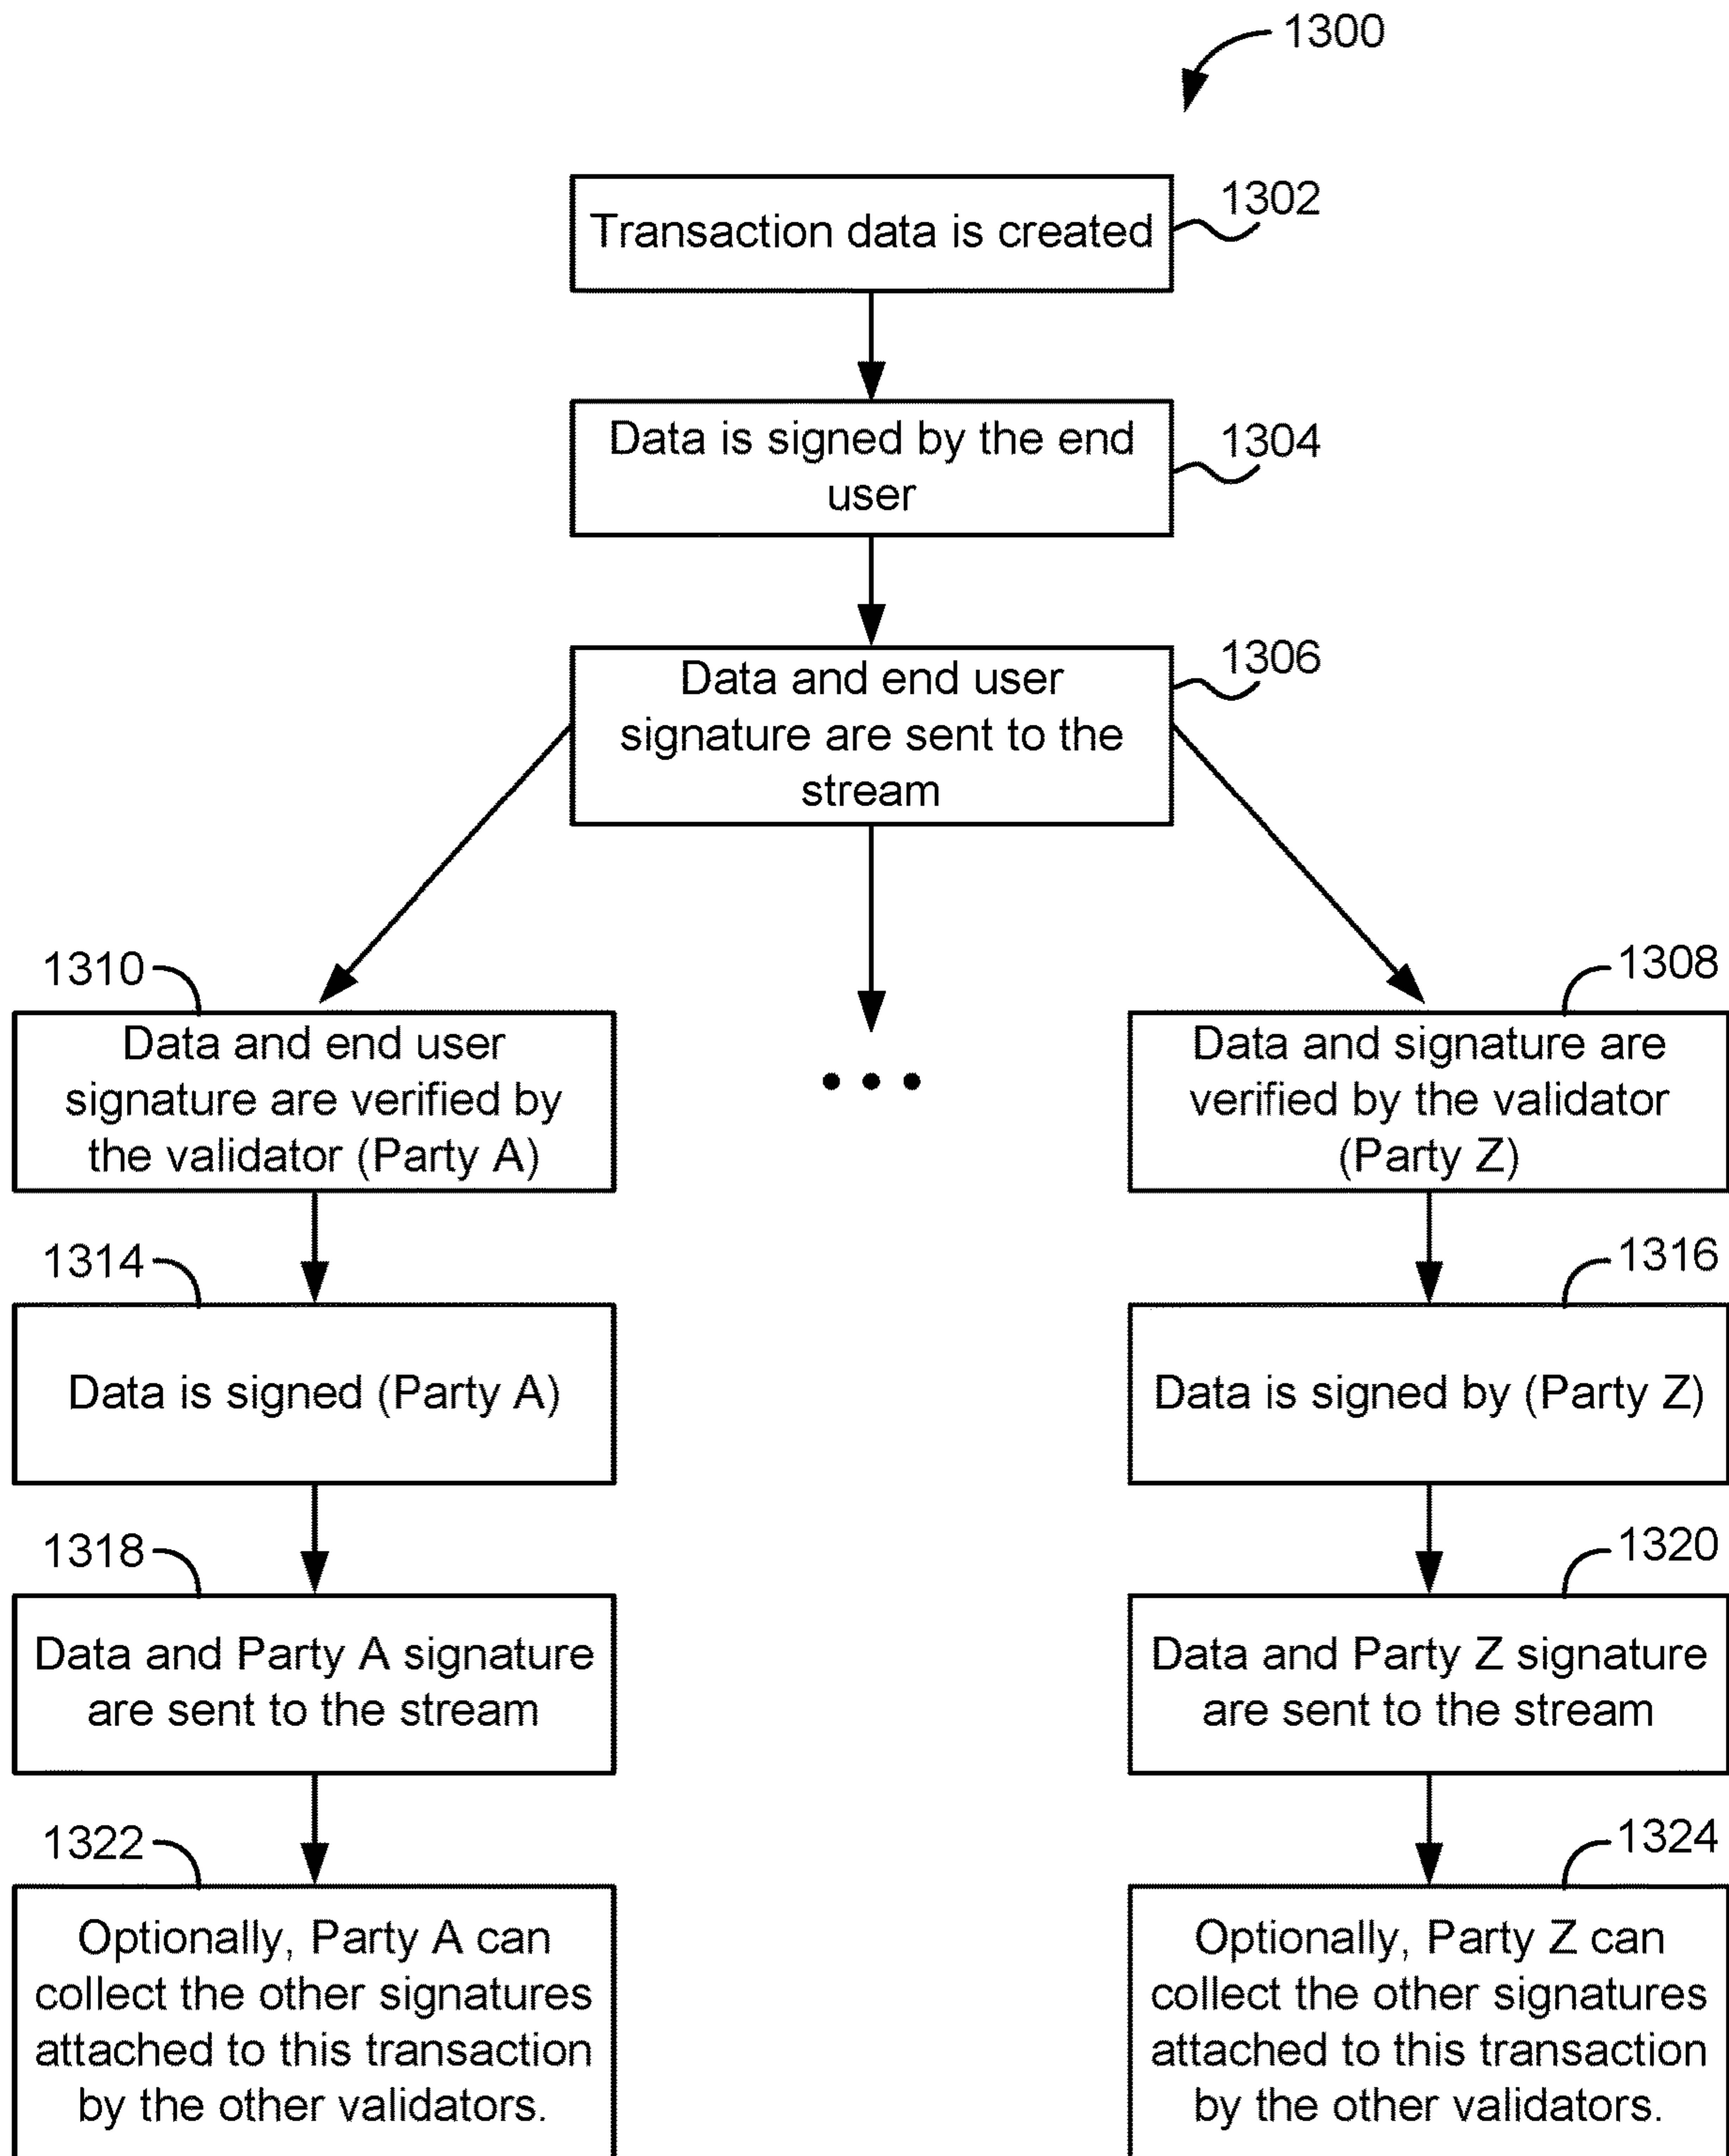 1300
1302
Transaction data is created
1304
Data is signed by the end
user
1306
Data and end user
signature are sent to the
stream
1310
Data and end user
signature are verified by
the validator (Party A)
• • •
1308
Data and signature are
verified by the validator
(Party Z)
1314
Data is signed (Party A)
1316
Data is signed by (Party Z)
1318
Data and Party A signature
are sent to the stream
1320
Data and Party Z signature
are sent to the stream
1322
Optionally, Party A can
collect the other signatures
attached to this transaction
by the other validators.
1324
Optionally, Party Z can
collect the other signatures
attached to this transaction
by the other validators.